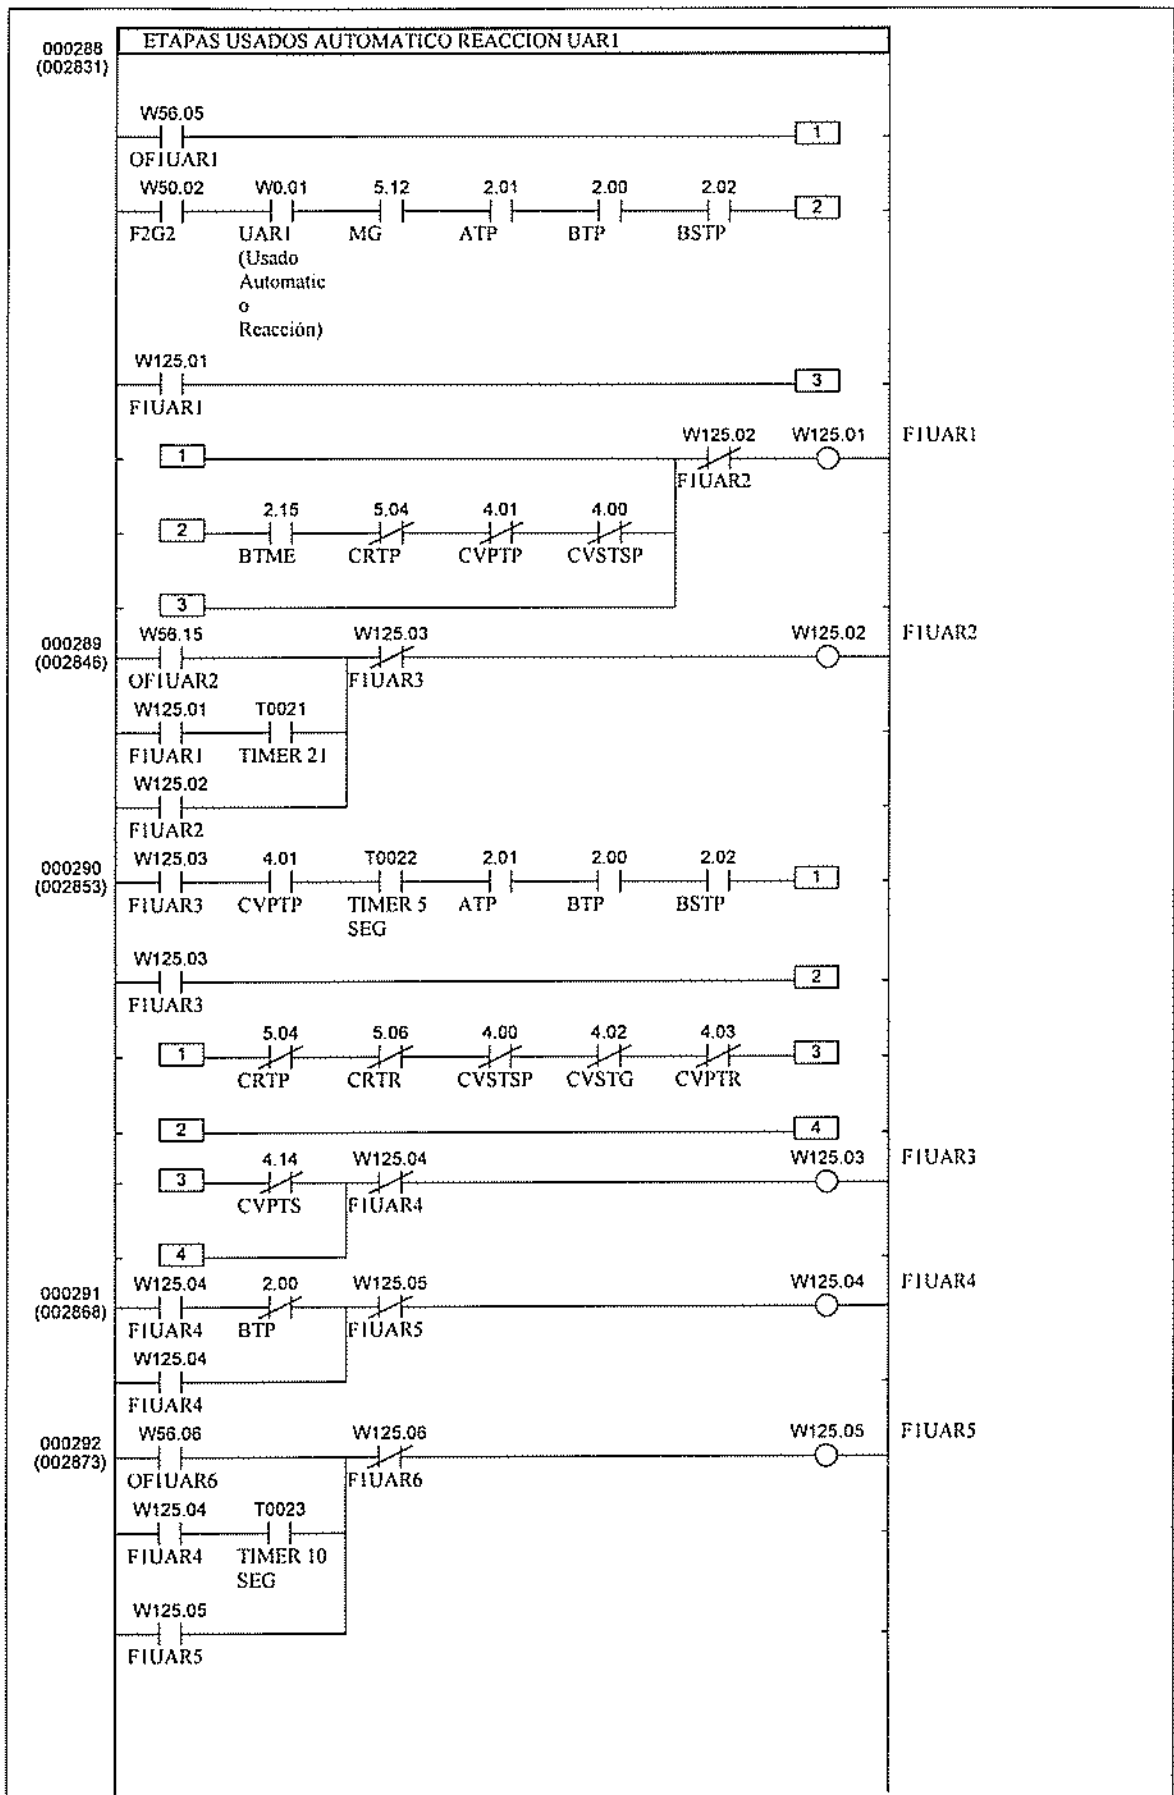 ETAPAS USADOS AUTOMATICO REACCION UAR1
000288
(002831)
W56.05
1
OF1UAR1
W50.02 W0.01 5.12 2.01 2.00 2.02
2
F2G2 UAR1 MG ATP BTP BSTP
(Usado
Automatic
o
Reacción)
W125.01
3
F1UAR1
W125.02 W125.01 F1UAR1
1
F1UAR2
2.15 5.04 4.01 4.00
2
BTME CRTP CVPTP CVSTSP
3
000289
(002846)
W56.15 W125.03 W125.02 F1UAR2
OF1UAR2 F1UAR3
W125.01 T0021
F1UAR1 TIMER 21
W125.02
F1UAR2
000290
(002853)
W125.03 4.01 T0022 2.01 2.00 2.02
1
F1UAR3 CVPTP TIMER 5 ATP BTP BSTP
SEG
W125.03
2
F1UAR3
5.04 5.06 4.00 4.02 4.03
1 3
CRTP CRTR CVSTSP CVSTG CVPTR
2 4
4.14 W125.04 W125.03 F1UAR3
3
CVPTS F1UAR4
4
000291
(002868)
W125.04 2.00 W125.05 W125.04 F1UAR4
F1UAR4 BTP F1UAR5
W125.04
F1UAR4
000292
(002873)
W56.06 W125.06 W125.05 F1UAR5
OF1UAR6 F1UAR6
W125.04 T0023
F1UAR4 TIMER 10
SEG
W125.05
F1UAR5